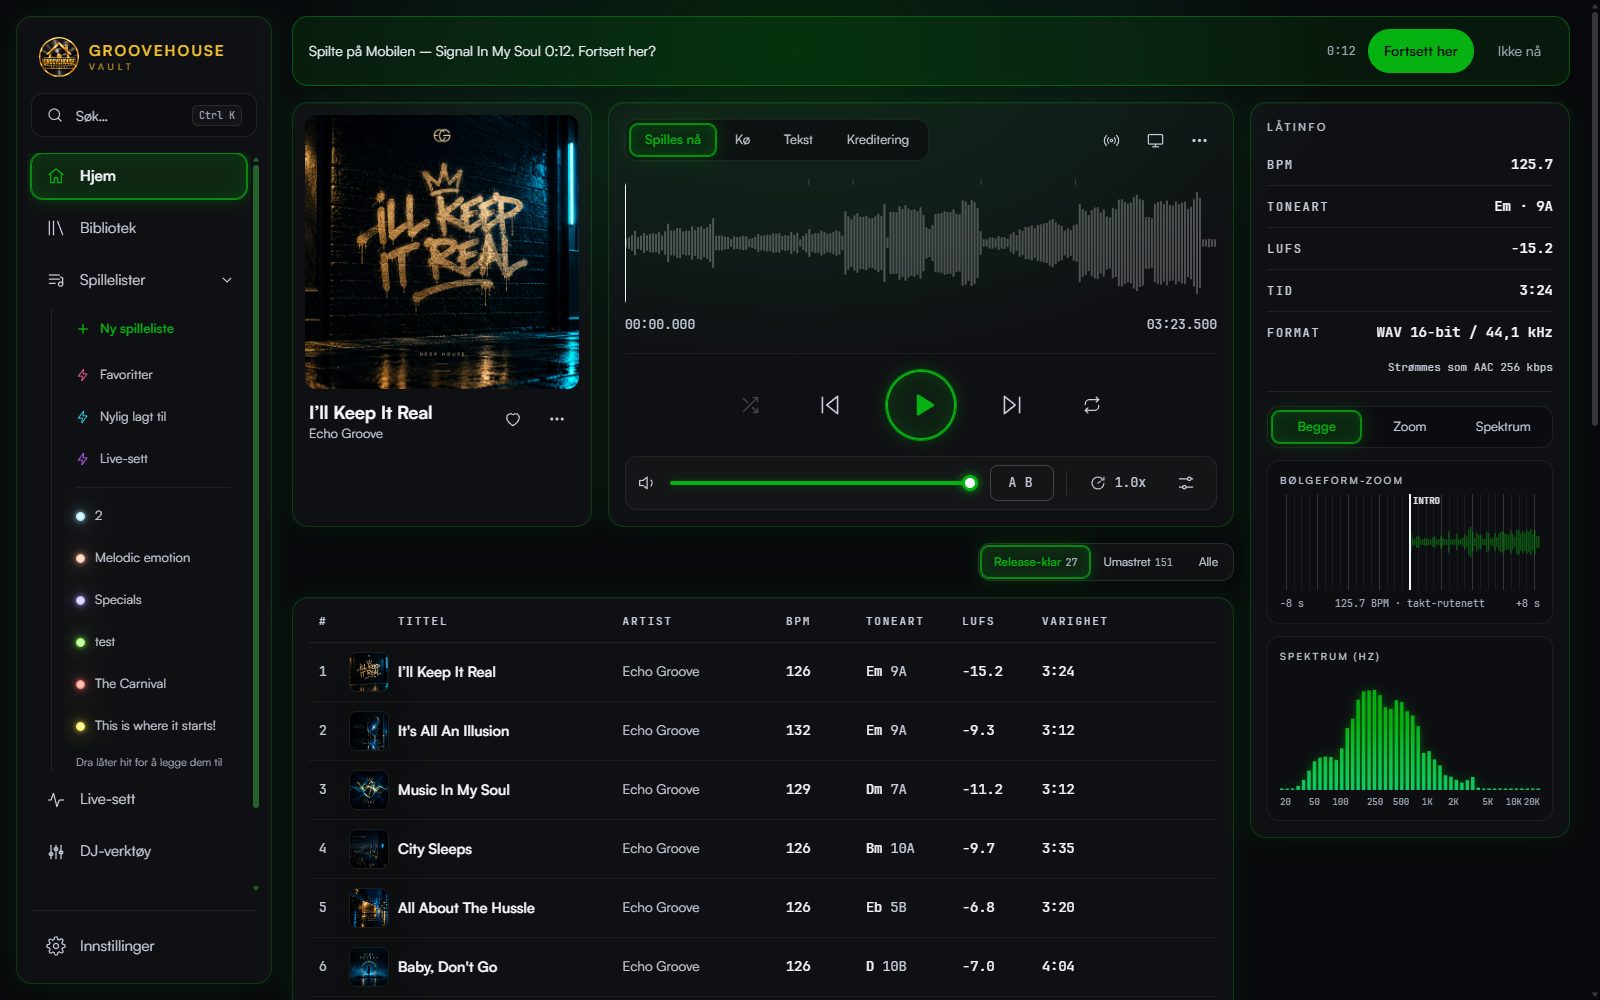 GROOVEHOUSE
VAULT
Søk...
Ctrl K
Hjem
Bibliotek
Spillelister
Ny spilleliste
Favoritter
Nylig lagt til
Live-sett
2
Melodic emotion
Specials
test
The Carnival
This is where it starts!
Dra låter hit for å legge dem til
Live-sett
DJ-verktøy
Innstillinger
Spilte på Mobilen — Signal In My Soul 0:12. Fortsett her?
0:12
Fortsett her
Ikke nå
EG
ILL KEEP
IT REAL
DEEP HOUSE
I'll Keep It Real
Echo Groove
Spilles nå
Kø
Tekst
Kreditering
00:00.000
03:23.500
A B
1.0x
Release-klar 27
Umastret 151
Alle
# TITTEL ARTIST BPM TONEART LUFS VARIGHET
1 I'll Keep It Real Echo Groove 126 Em 9A -15.2 3:24
2 It's All An Illusion Echo Groove 132 Em 9A -9.3 3:12
3 Music In My Soul Echo Groove 129 Dm 7A -11.2 3:12
4 City Sleeps Echo Groove 126 Bm 10A -9.7 3:35
5 All About The Hussle Echo Groove 126 Eb 5B -6.8 3:20
6 Baby, Don't Go Echo Groove 126 D 10B -7.0 4:04
LÅTINFO
BPM 125.7
TONEART Em · 9A
LUFS -15.2
TID 3:24
FORMAT WAV 16-bit / 44,1 kHz
Strømmes som AAC 256 kbps
Begge
Zoom
Spektrum
BØLGEFORM-ZOOM
INTRO
-8 s
125.7 BPM · takt-rutenett
+8 s
SPEKTRUM (HZ)
20 50 100 250 500 1K 2K 5K 10K 20K